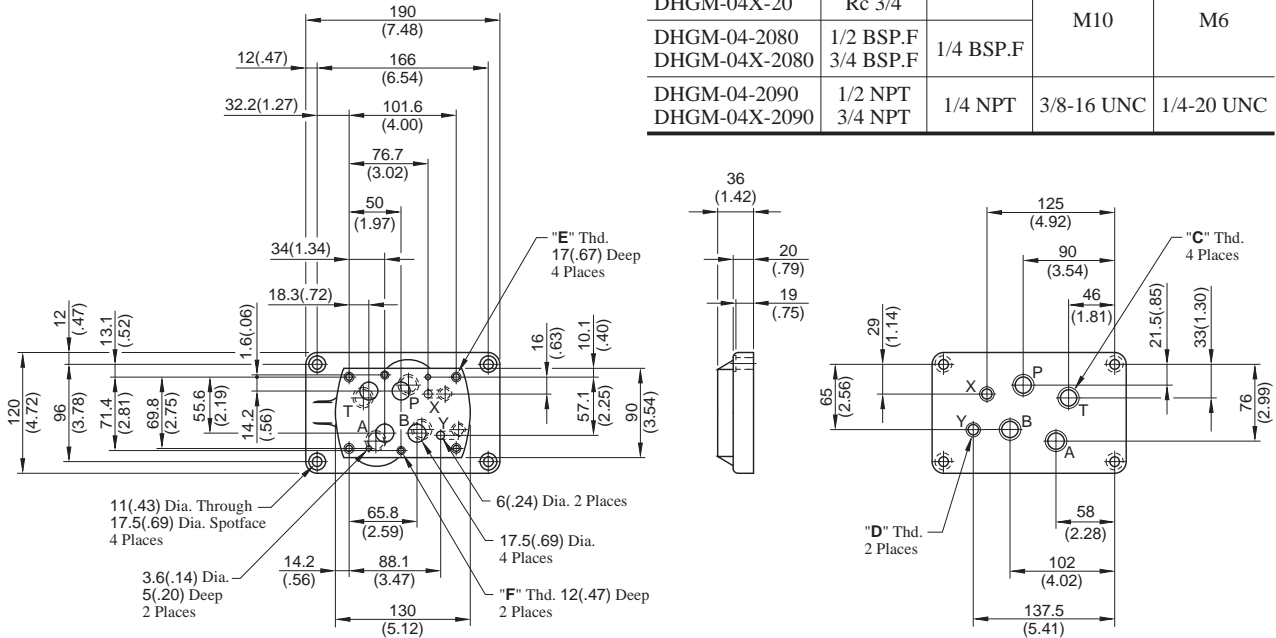 DHGM-04X-20 Rc 3/4
M10 M6
DHGM-04-2080 1/2 BSP.F
1/4 BSP.F
DHGM-04X-2080 3/4 BSP.F
DHGM-04-2090 1/2 NPT
1/4 NPT 3/8-16 UNC 1/4-20 UNC
DHGM-04X-2090 3/4 NPT
190
(7.48)
12(.47)
166
(6.54)
32.2(1.27)
101.6
(4.00)
76.7
(3.02)
50
(1.97)
34(1.34)
18.3(.72)
"E" Thd.
17(.67) Deep
4 Places
12
(.47)
13.1
(.52)
1.6(.06)
16
(.63)
10.1
(.40)
120
(4.72)
96
(3.78)
71.4
(2.81)
69.8
(2.75)
14.2
(.56)
55.6
(2.19)
57.1
(2.25)
90
(3.54)
T
P
X
A
B
Y
11(.43) Dia. Through
17.5(.69) Dia. Spotface
4 Places
3.6(.14) Dia.
5(.20) Deep
2 Places
14.2
(.56)
65.8
(2.59)
88.1
(3.47)
130
(5.12)
6(.24) Dia. 2 Places
17.5(.69) Dia.
4 Places
"F" Thd. 12(.47) Deep
2 Places
36
(1.42)
20
(.79)
19
(.75)
125
(4.92)
90
(3.54)
46
(1.81)
"C" Thd.
4 Places
29
(1.14)
21.5(.85)
33(1.30)
65
(2.56)
76
(2.99)
P
X
T
Y
B
A
"D" Thd.
2 Places
58
(2.28)
102
(4.02)
137.5
(5.41)